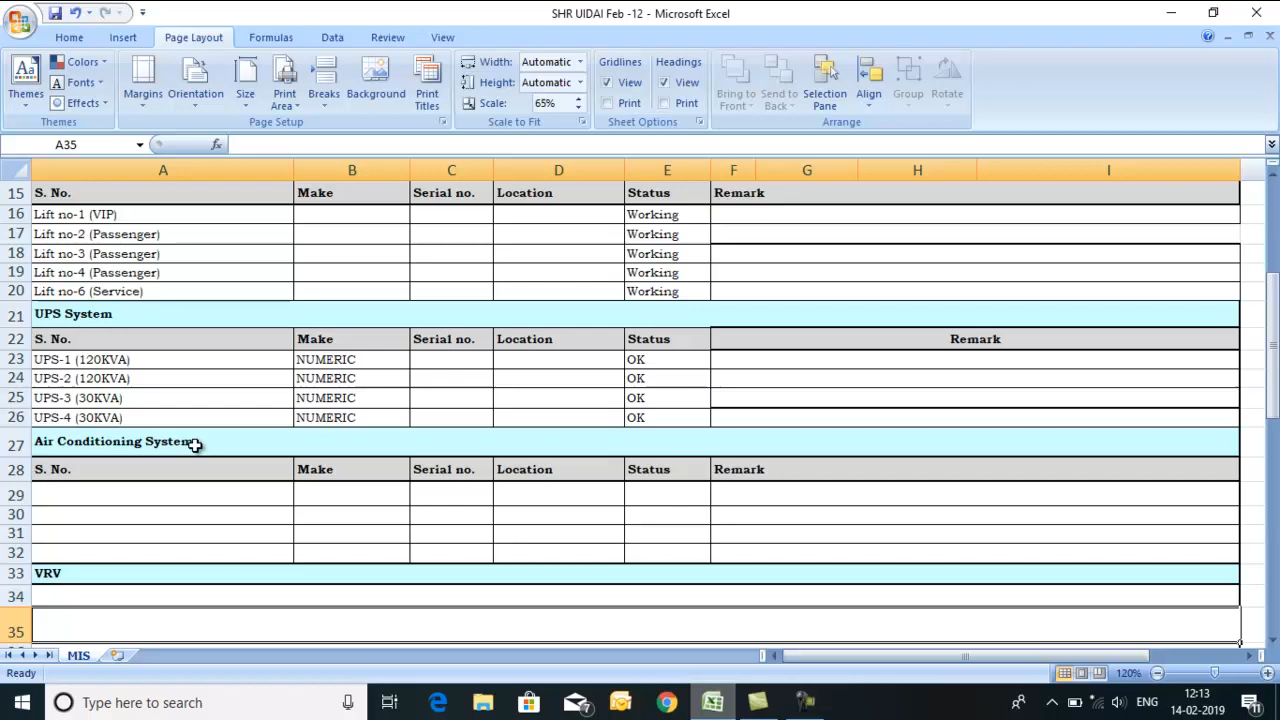 SHR UIDAI Feb -12 - Microsoft Excel
Home Insert Page Layout Formulas Data Review View
Themes Colors Fonts Effects Themes
Margins Orientation Size Print Area Breaks Background Print Titles Page Setup
Width: Automatic
Height: Automatic
Scale: 65%
Scale to Fit
Gridlines Headings
View View
Print Print
Sheet Options
Bring to Front Send to Back Selection Pane Align Group Rotate
Arrange
A35 fx
A B C D E F G H I
15 S. No. Make Serial no. Location Status Remark
16 Lift no-1 (VIP) Working
17 Lift no-2 (Passenger) Working
18 Lift no-3 (Passenger) Working
19 Lift no-4 (Passenger) Working
20 Lift no-6 (Service) Working
21 UPS System
22 S. No. Make Serial no. Location Status Remark
23 UPS-1 (120KVA) NUMERIC OK
24 UPS-2 (120KVA) NUMERIC OK
25 UPS-3 (30KVA) NUMERIC OK
26 UPS-4 (30KVA) NUMERIC OK
27 Air Conditioning System
28 S. No. Make Serial no. Location Status Remark
29
30
31
32
33 VRV
34
35
MIS
Ready 120%
Type here to search 7 ENG 12:13
14-02-2019 11